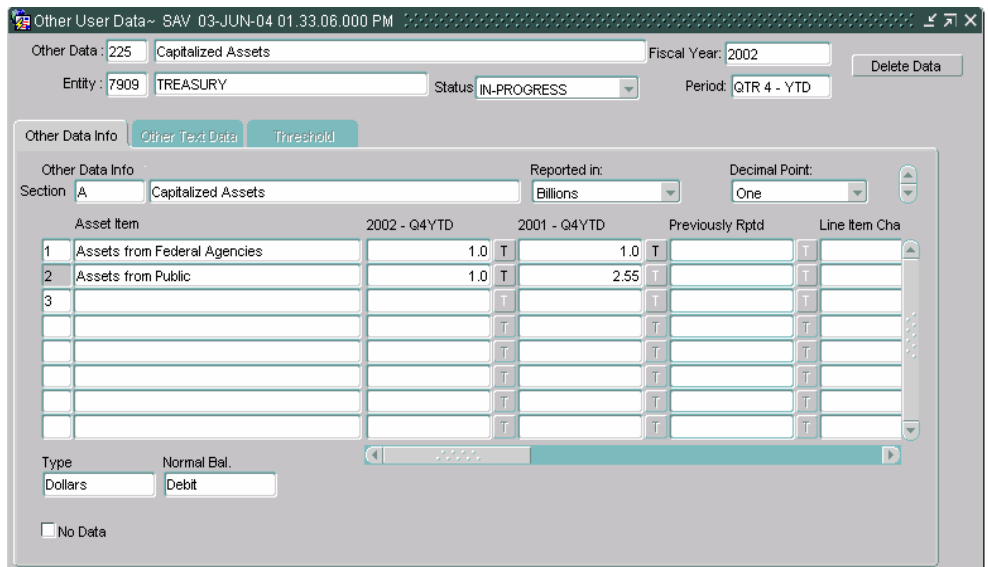 Other User Data~ SAV 03-JUN-04 01.33.06.000 PM
Other Data : 225 Capitalized Assets Fiscal Year: 2002 Delete Data
Entity : 7909 TREASURY Status IN-PROGRESS Period: QTR 4 - YTD
Other Data Info Other Text Data Threshold
Other Data Info Reported in: Decimal Point:
Section A Capitalized Assets Billions One
Asset Item 2002 - Q4YTD 2001 - Q4YTD Previously Rptd Line Item Cha
1 Assets from Federal Agencies 1.0 T 1.0 T T
2 Assets from Public 1.0 T 2.55 T T
3 T T T
T T T
T T T
T T T
T T T
T T T
Type Normal Bal.
Dollars Debit
No Data